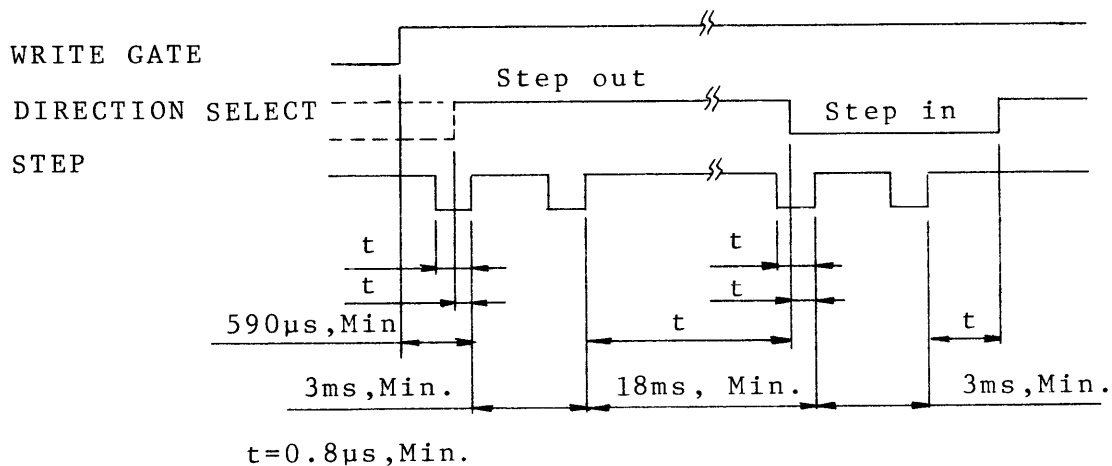 WRITE GATE
Step out
DIRECTION SELECT
Step in
STEP
t
t
t
t
590μs,Min
t
t
3ms,Min.
18ms, Min.
3ms,Min.
t=0.8μs,Min.